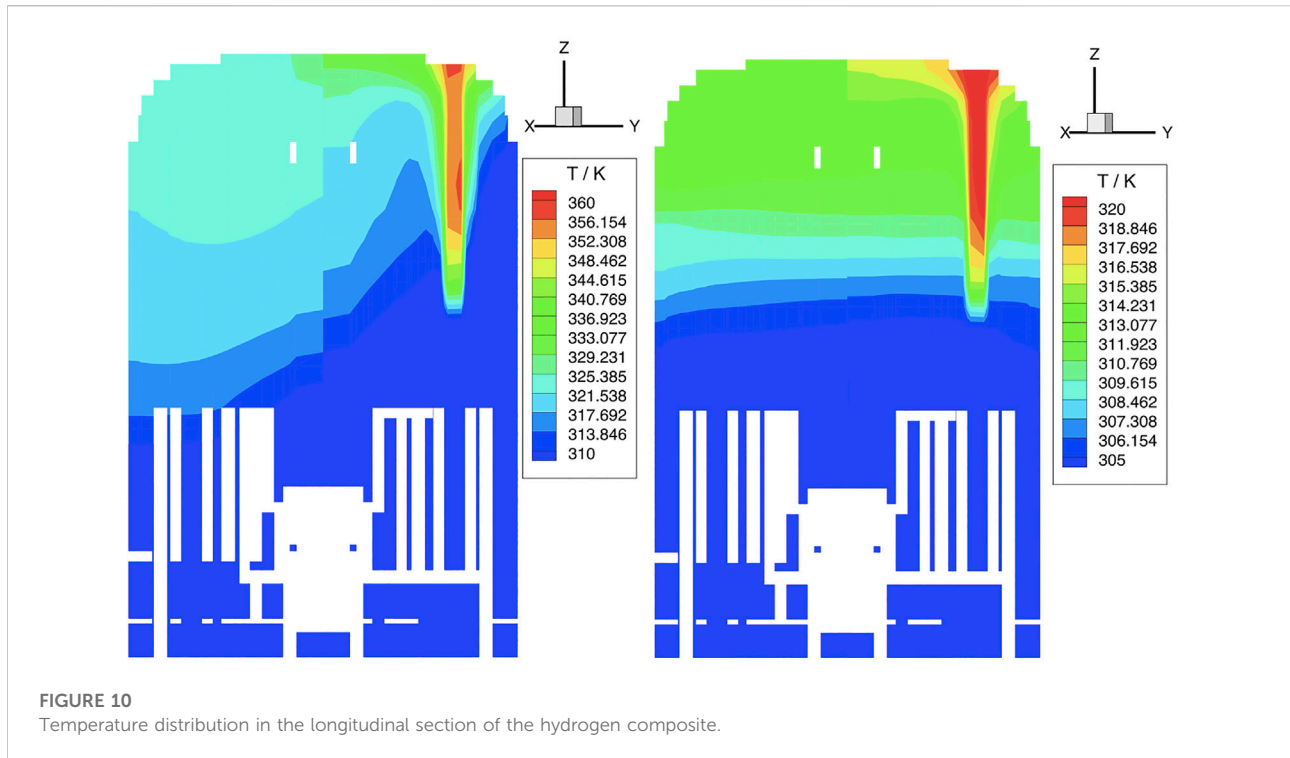 Z
X
Y
T / K
360
356.154
352.308
348.462
344.615
340.769
336.923
333.077
329.231
325.385
321.538
317.692
313.846
310
Z
X
Y
T / K
320
318.846
317.692
316.538
315.385
314.231
313.077
311.923
310.769
309.615
308.462
307.308
306.154
305
FIGURE 10
Temperature distribution in the longitudinal section of the hydrogen composite.